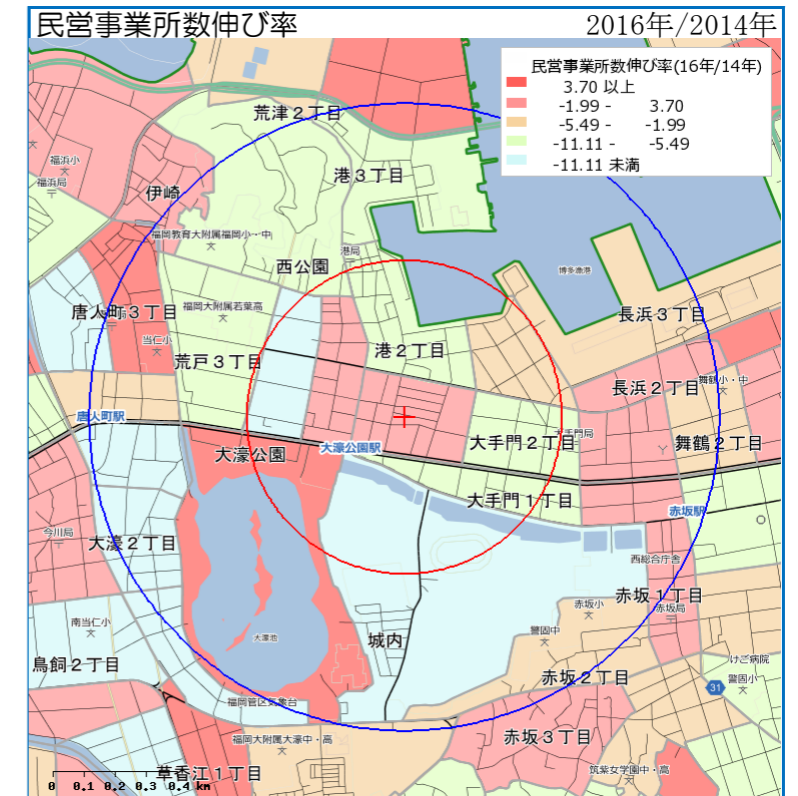 民営事業所数伸び率
2016年/2014年
民営事業所数伸び率(16年/14年)
3.70 以上
-1.99 - 3.70
-5.49 - -1.99
-11.11 - -5.49
-11.11 未満
荒津２丁目
福浜小
港３丁目
福浜局
伊崎
福岡教育大附属福岡小・中
港局
西公園
博多漁港
福岡大附属若葉高
唐人町３丁目
長浜３丁目
当仁小
港２丁目
荒戸３丁目
舞鶴小・中
長浜２丁目
唐人町駅
大手門局
大手門２丁目
舞鶴２丁目
大濠公園駅
大濠公園
大手門１丁目
赤坂駅
今川局
大濠２丁目
西総合庁舎
赤坂１丁目
赤坂小
赤坂局
南当仁小
警固中
大濠池
城内
鳥飼２丁目
けご病院
赤坂２丁目
警固小
31
福岡管区気象台
赤坂３丁目
福岡大附属大濠中・高
草香江１丁目
筑紫女学園中・高
0 0.1 0.2 0.3 0.4 km